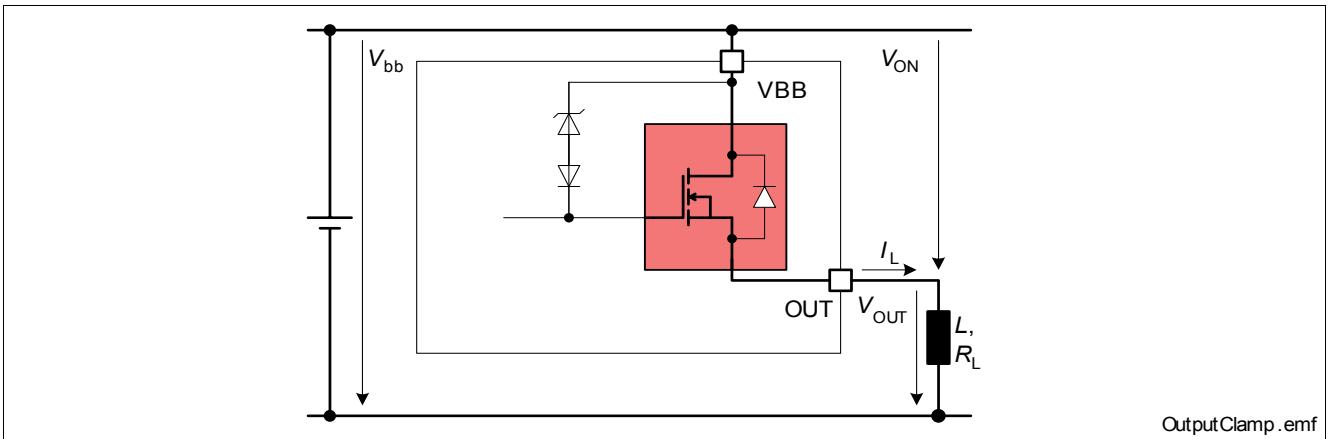 Vbb
VBB
VON
IL
OUT
VOUT
L,
RL
OutputClamp.emf